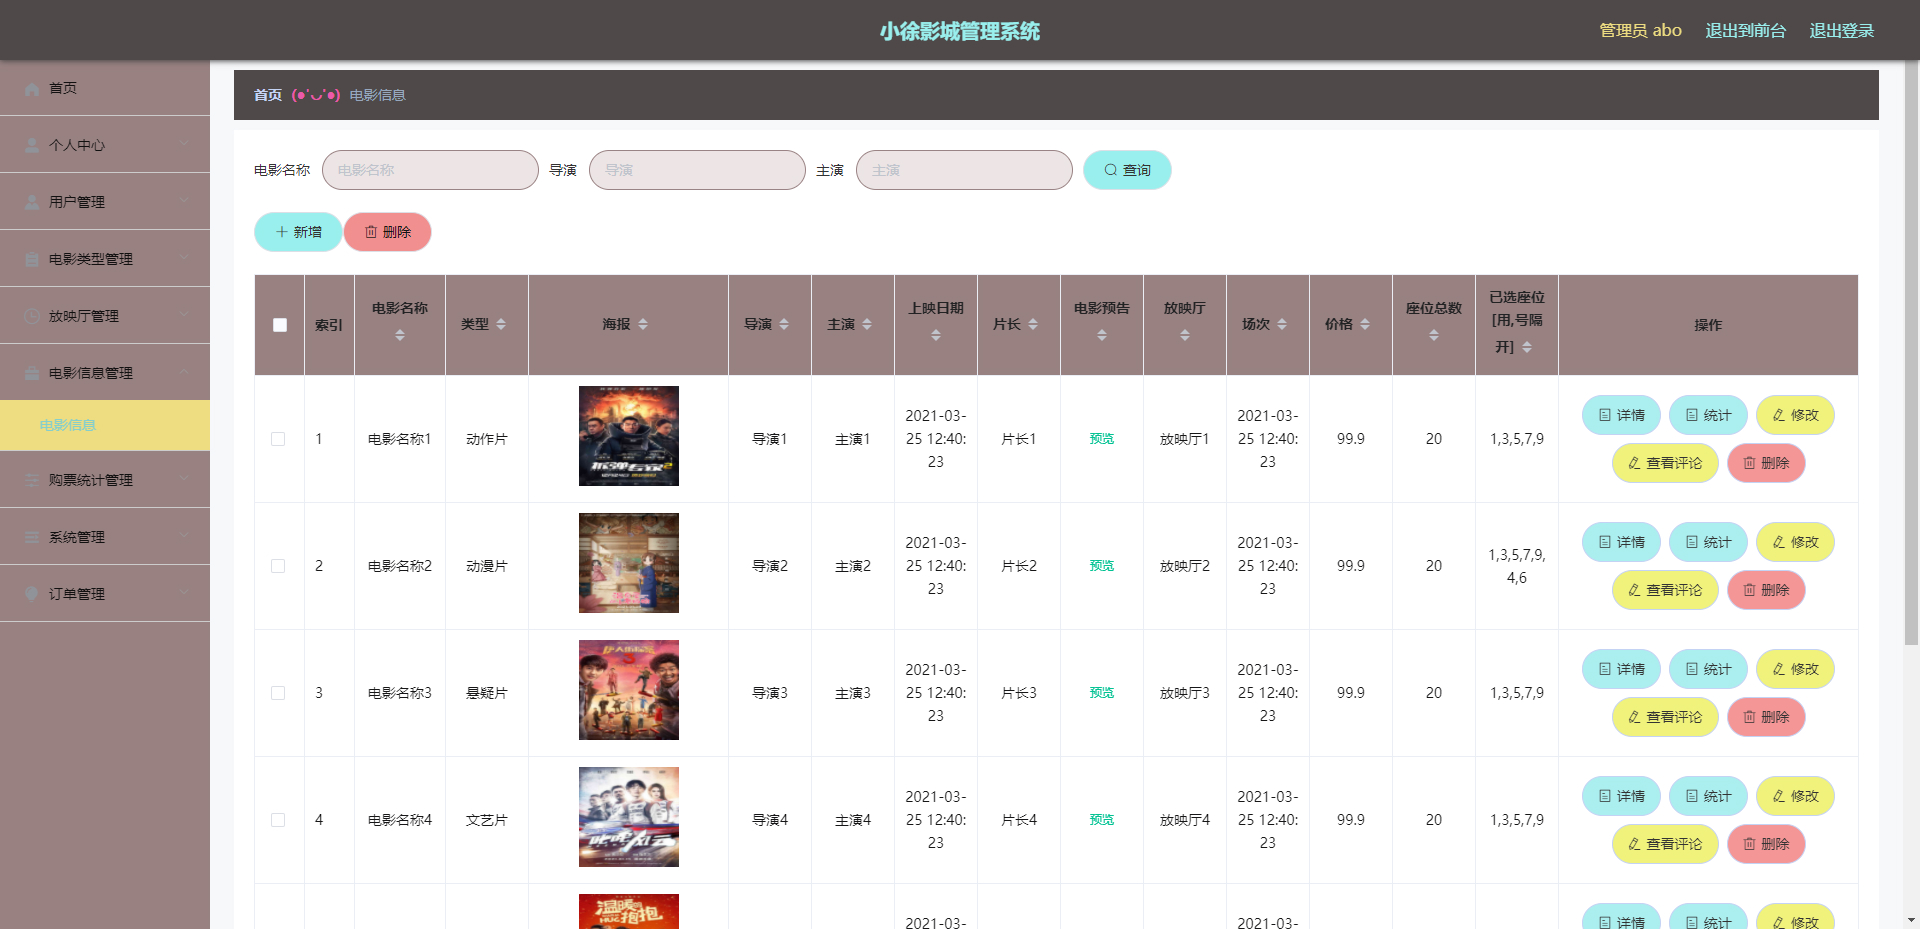 小徐影城管理系统
管理员 abo 退出到前台 退出登录
首页
个人中心
用户管理
电影类型管理
放映厅管理
电影信息管理
电影信息
购票统计管理
系统管理
订单管理
首页 (●'◡'●) 电影信息
电影名称 电影名称 导演 导演 主演 主演 查询
新增 删除
索引 电影名称 类型 海报 导演 主演 上映日期 片长 电影预告 放映厅 场次 价格 座位总数 已选座位[用,号隔开] 操作
1 电影名称1 动作片 导演1 主演1 2021-03-25 12:40:23 片长1 预览 放映厅1 2021-03-25 12:40:23 99.9 20 1,3,5,7,9 详情 统计 修改
查看评论 删除
拆弹专家2
2 电影名称2 动漫片 导演2 主演2 2021-03-25 12:40:23 片长2 预览 放映厅2 2021-03-25 12:40:23 99.9 20 1,3,5,7,9,4,6 详情 统计 修改
查看评论 删除
3 电影名称3 悬疑片 导演3 主演3 2021-03-25 12:40:23 片长3 预览 放映厅3 2021-03-25 12:40:23 99.9 20 1,3,5,7,9 详情 统计 修改
查看评论 删除
4 电影名称4 文艺片 导演4 主演4 2021-03-25 12:40:23 片长4 预览 放映厅4 2021-03-25 12:40:23 99.9 20 1,3,5,7,9 详情 统计 修改
查看评论 删除
温暖的抱抱
2021-03- 2021-03- 详情 统计 修改